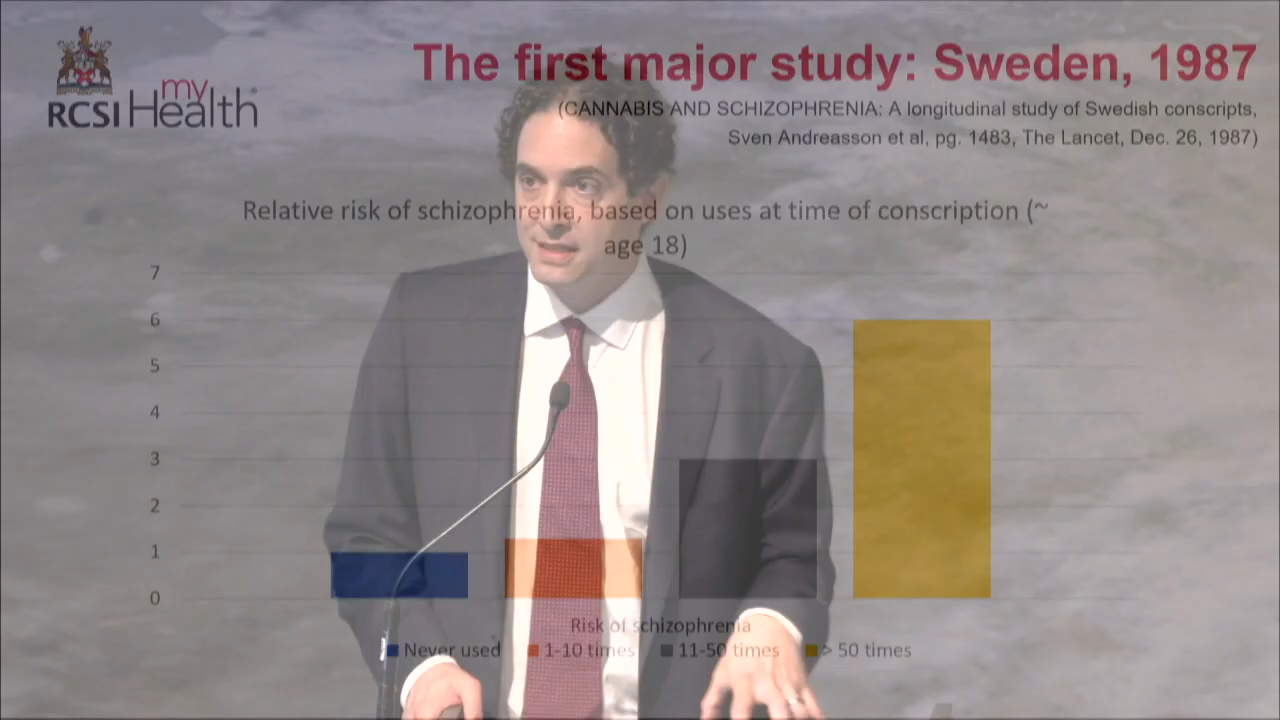 my
RCSI Health
The first major study: Sweden, 1987
(CANNABIS AND SCHIZOPHRENIA: A longitudinal study of Swedish conscripts,
Sven Andreasson et al, pg. 1483, The Lancet, Dec. 26, 1987)
Relative risk of schizophrenia, based on uses at time of conscription (~
age 18)
7
6
5
4
3
2
1
0
Risk of schizophrenia
Never used 1-10 times 11-50 times > 50 times